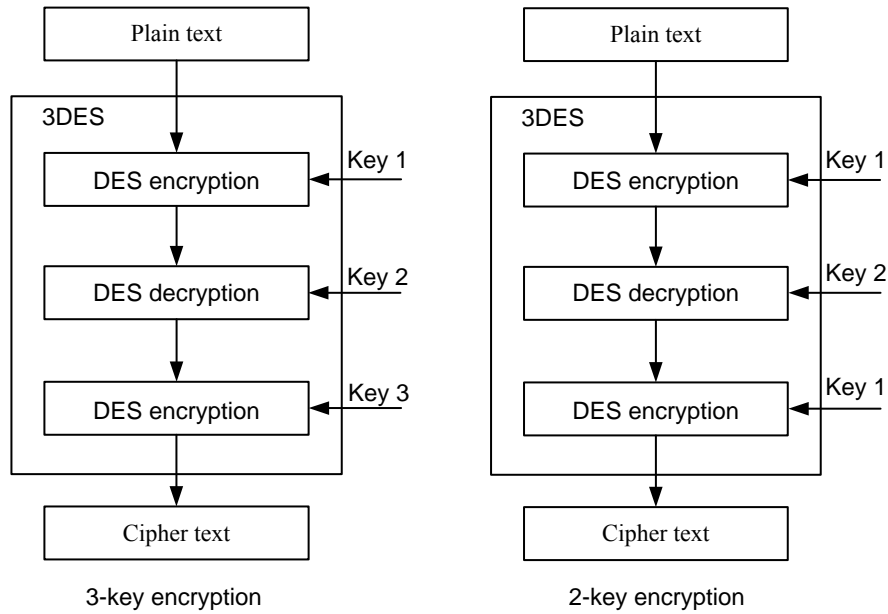 Plain text
3DES
Key 1
DES encryption
Key 2
DES decryption
Key 3
DES encryption
Cipher text
3-key encryption
Plain text
3DES
Key 1
DES encryption
Key 2
DES decryption
Key 1
DES encryption
Cipher text
2-key encryption